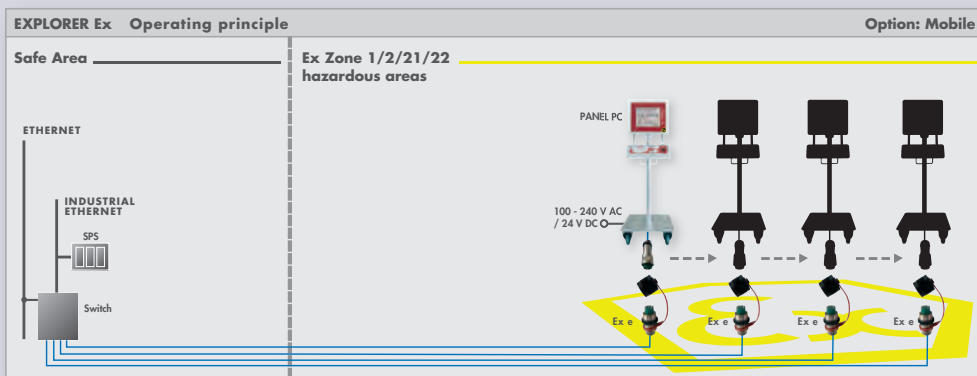 EXPLORER Ex Operating principle
Option: Mobile
Safe Area
Ex Zone 1/2/21/22
hazardous areas
ETHERNET
INDUSTRIAL
ETHERNET
SPS
Switch
PANEL PC
100 - 240 V AC
/ 24 V DC
Ex e
Ex e
Ex e
Ex e
εx